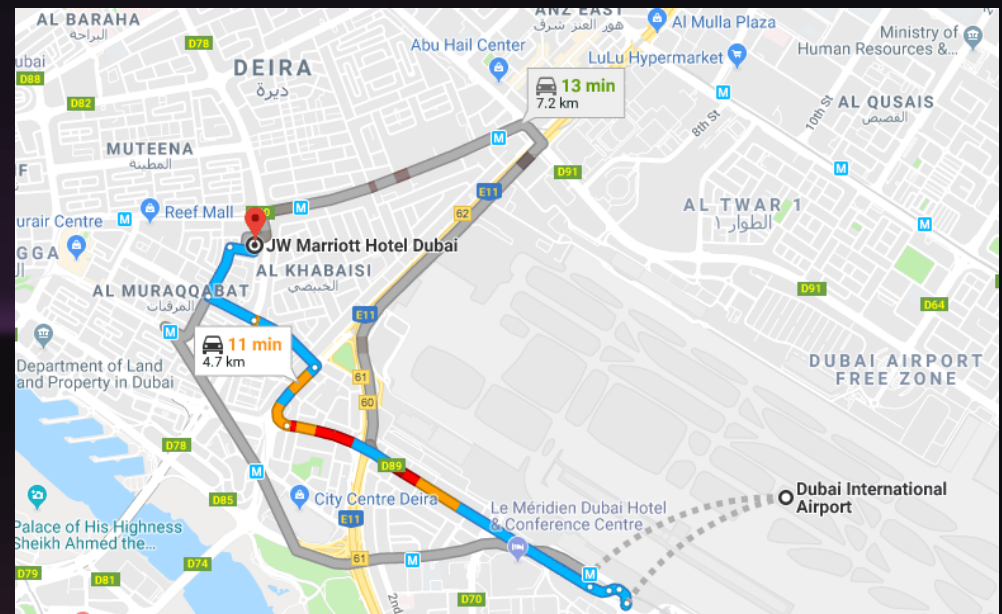 AL BARAHA
البراحة
D78
ANZ EAST
هور العنز شرق
Al Mulla Plaza
Ministry of
Human Resources &...
ubai
D88
DEIRA
ديرة
Abu Hail Center
LuLu Hypermarket
13 min
7.2 km
D82
M
8th St
10th St
AL QUSAIS
القصيص
MUTEENA
المطينة
M
M
D91
IF
E11
62
AL TWAR 1
الطوار ١
urair Centre
M
Reef Mall
M
M
GGA
JW Marriott Hotel Dubai
AL KHABAISI
الخبيصي
AL MURAQQABAT
المرقبات
D91
D64
E11
M
11 min
4.7 km
Department of Land
and Property in Dubai
DUBAI AIRPORT
FREE ZONE
61
60
D78
D89
M
D85
City Centre Deira
Dubai International
Airport
Le Méridien Dubai Hotel
& Conference Centre
E11
Palace of His Highness
Sheikh Ahmed the...
D74
61
M
M
D79
D81
2nd
D70